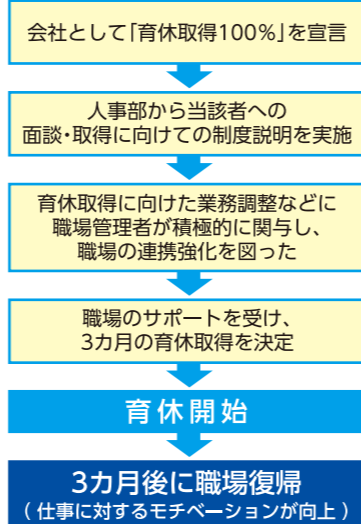 会社として「育休取得100％」を宣言
人事部から当該者への
面談・取得に向けての制度説明を実施
育休取得に向けた業務調整などに
職場管理者が積極的に関与し、
職場の連携強化を図った
職場のサポートを受け、
3カ月の育休取得を決定
育休開始
3カ月後に職場復帰
（仕事に対するモチベーションが向上）